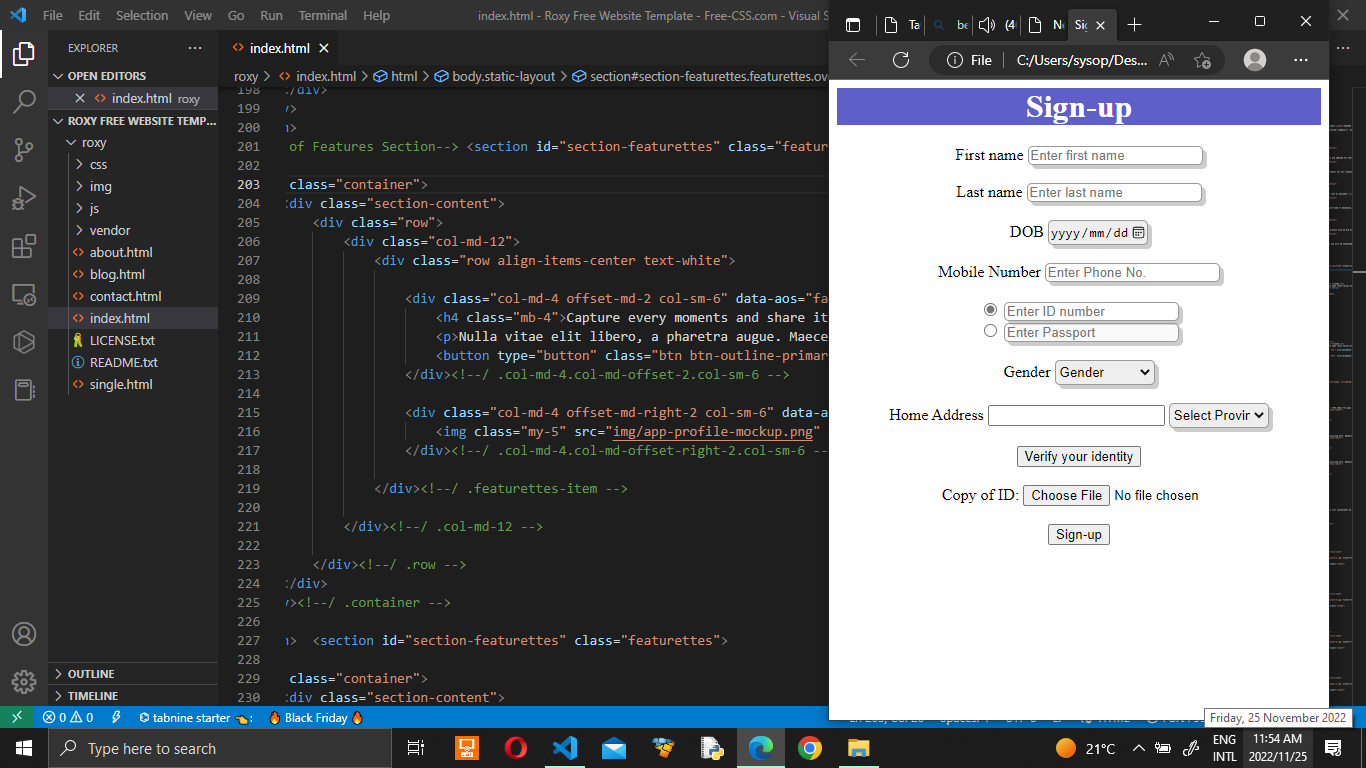 File Edit Selection View Go Run Terminal Help
index.html - Roxy Free Website Template - Free-CSS.com - Visual S
EXPLORER
OPEN EDITORS
index.html roxy
ROXY FREE WEBSITE TEMP...
roxy
css
img
js
vendor
about.html
blog.html
contact.html
index.html
LICENSE.txt
README.txt
single.html
OUTLINE
TIMELINE
index.html
roxy > index.html > html > body.static-layout > section#section-featurettes.featurettes.ov
198 </div>
199 >
200 >
201 of Features Section--> <section id="section-featurettes" class="featur
202
203 class="container">
204 div class="section-content">
205 <div class="row">
206 <div class="col-md-12">
207 <div class="row align-items-center text-white">
208
209 <div class="col-md-4 offset-md-2 col-sm-6" data-aos="fa
210 <h4 class="mb-4">Capture every moments and share it
211 <p>Nulla vitae elit libero, a pharetra augue. Maece
212 <button type="button" class="btn btn-outline-primar
213 </div><!--/ .col-md-4.col-md-offset-2.col-sm-6 -->
214
215 <div class="col-md-4 offset-md-right-2 col-sm-6" data-a
216 <img class="my-5" src="img/app-profile-mockup.png"
217 </div><!--/ .col-md-4.col-md-offset-right-2.col-sm-6 --
218
219 </div><!--/ .featurettes-item -->
220
221 </div><!--/ .col-md-12 -->
222
223 </div><!--/ .row -->
224 </div>
225 ><!--/ .container -->
226
227 > <section id="section-featurettes" class="featurettes">
228
229 class="container">
230 div class="section-content">
0 0 tabnine starter Black Friday
Ta be (4 N Sig
File C:/Users/sysop/Des...
Sign-up
First name Enter first name
Last name Enter last name
DOB yyyy/mm/dd
Mobile Number Enter Phone No.
Enter ID number
Enter Passport
Gender Gender
Home Address Select Provin
Verify your identity
Copy of ID: Choose File No file chosen
Sign-up
Friday, 25 November 2022
Type here to search
21°C
ENG
INTL
11:54 AM
2022/11/25